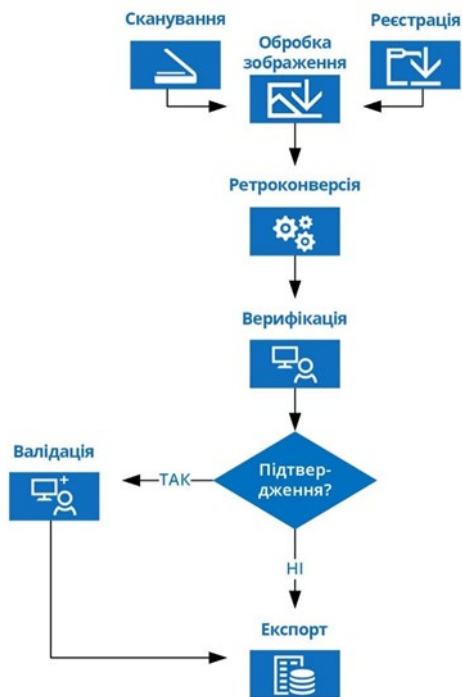 Сканування
Обробка
зображення
Реєстрація
Ретроконверсія
Верифікація
Підтвер-
дження?
ТАК
Валідація
НІ
Експорт